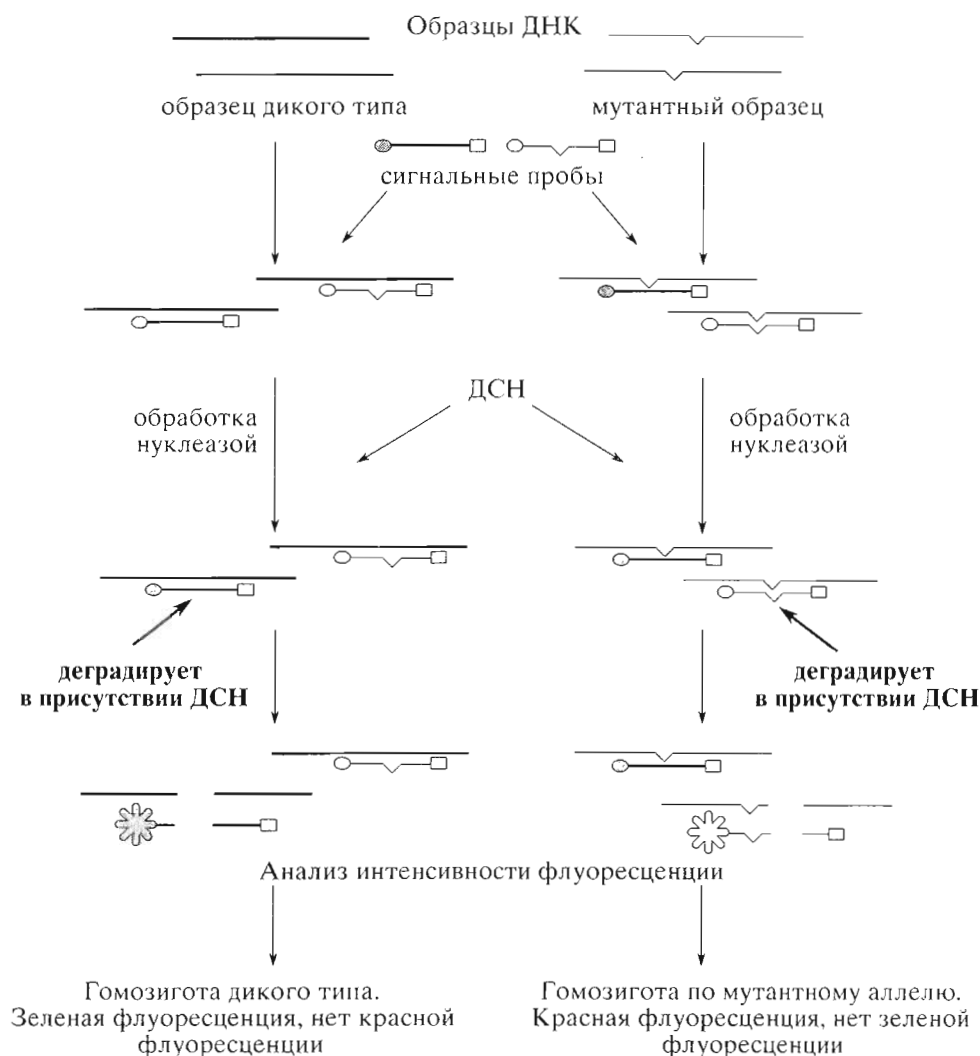 Образцы ДНК
образец дикого типа
мутантный образец
сигнальные пробы
ДСН
обработка
нуклеазой
обработка
нуклеазой
деградирует
в присутствии ДСН
деградирует
в присутствии ДСН
Анализ интенсивности флуоресценции
Гомозигота дикого типа.
Зеленая флуоресценция, нет красной
флуоресценции
Гомозигота по мутантному аллелю.
Красная флуоресценция, нет зеленой
флуоресценции